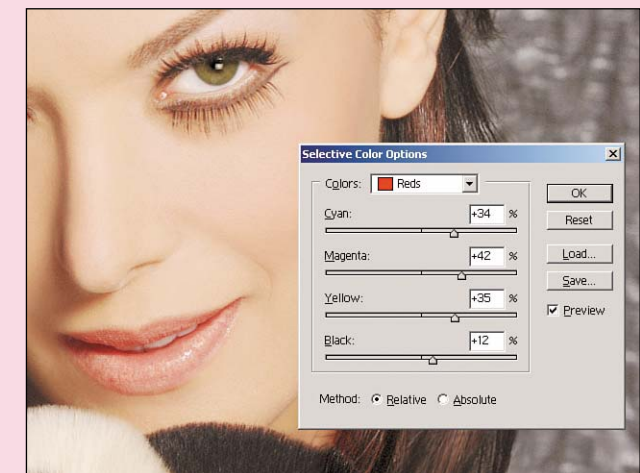 Selective Color Options
Colors: Reds
OK
Cyan: +34 %
Reset
Magenta: +42 %
Load...
Save...
Yellow: +35 %
Preview
Black: +12 %
Method: Relative Absolute